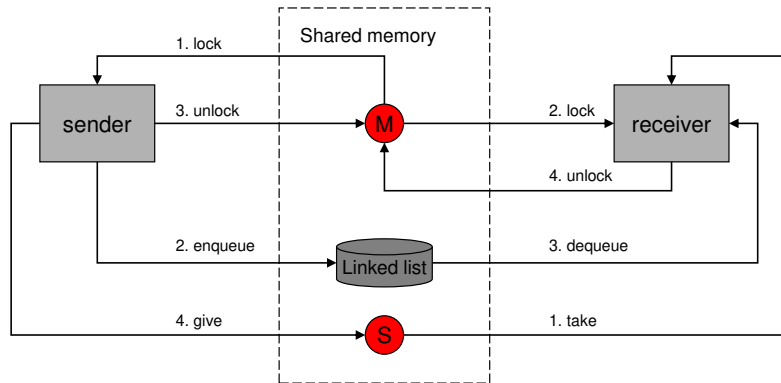 Shared memory
1. lock
sender
3. unlock
M
2. lock
receiver
4. unlock
2. enqueue
Linked list
3. dequeue
4. give
S
1. take